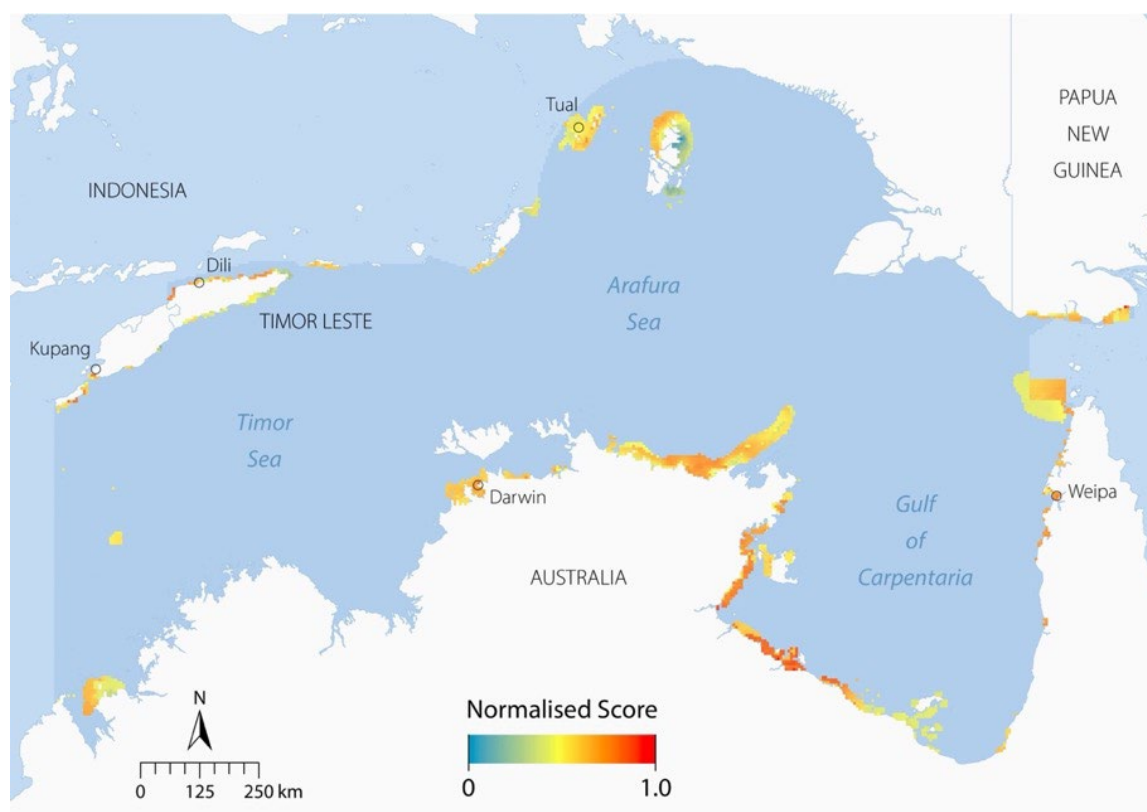 Tual
PAPUA
NEW
GUINEA
INDONESIA
Dili
Arafura
Sea
TIMOR LESTE
Kupang
Timor
Sea
Darwin
Weipa
Gulf
of
Carpentaria
AUSTRALIA
N
0 125 250 km
Normalised Score
0 1.0